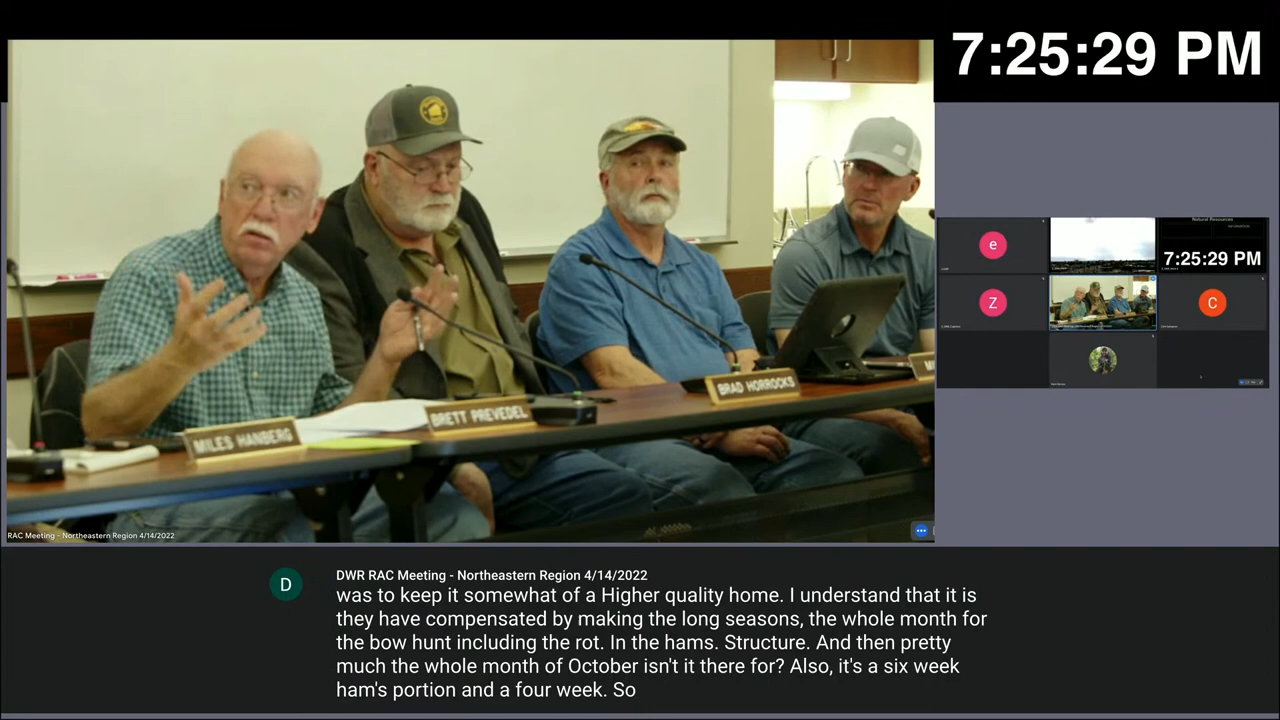 7:25:29 PM
MILES HANBERG
BRETT PREVEDEL
BRAD HORROCKS
RAC Meeting - Northeastern Region 4/14/2022
e
Natural Resources
7:25:29 PM
Z
C
D
DWR RAC Meeting - Northeastern Region 4/14/2022
was to keep it somewhat of a Higher quality home. I understand that it is
they have compensated by making the long seasons, the whole month for
the bow hunt including the rot. In the hams. Structure. And then pretty
much the whole month of October isn't it there for? Also, it's a six week
ham's portion and a four week. So